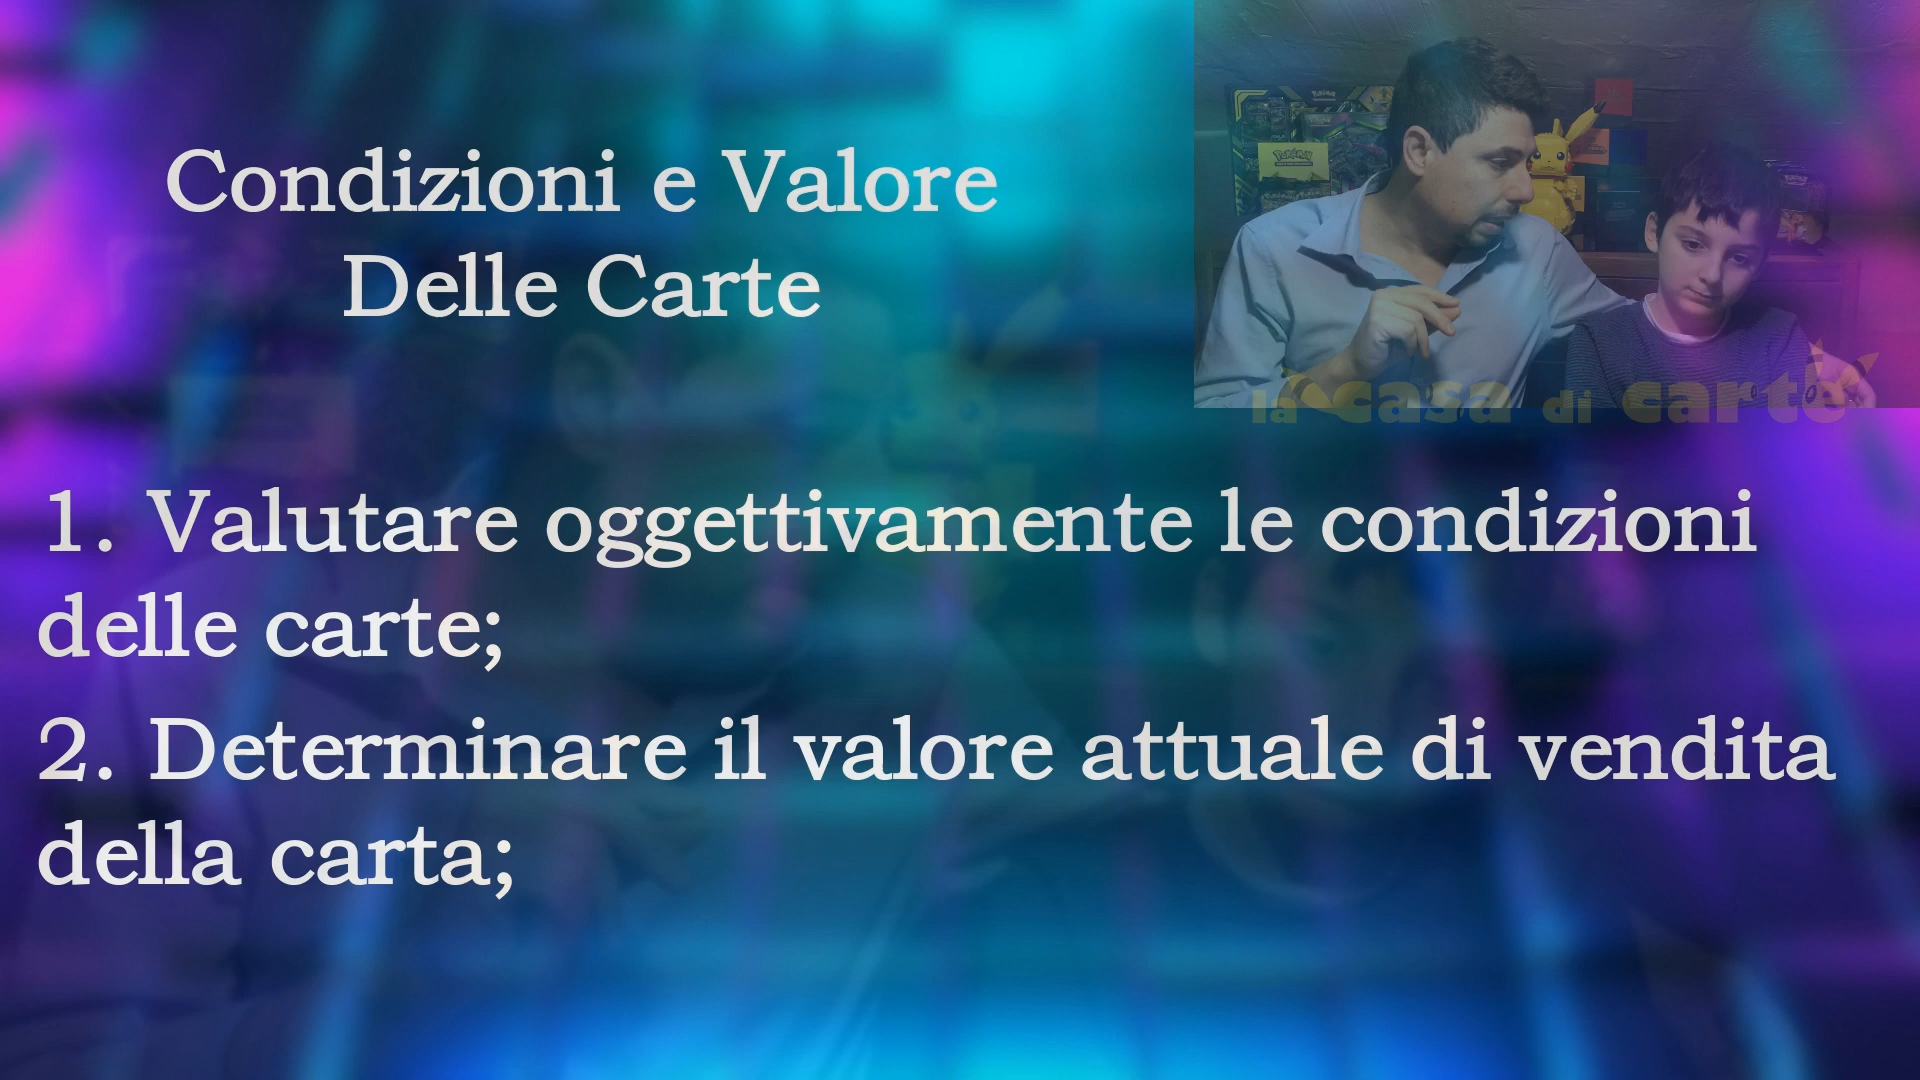 Condizioni e Valore
Delle Carte
Pokémon
la casa di carte
1. Valutare oggettivamente le condizioni
delle carte;
2. Determinare il valore attuale di vendita
della carta;